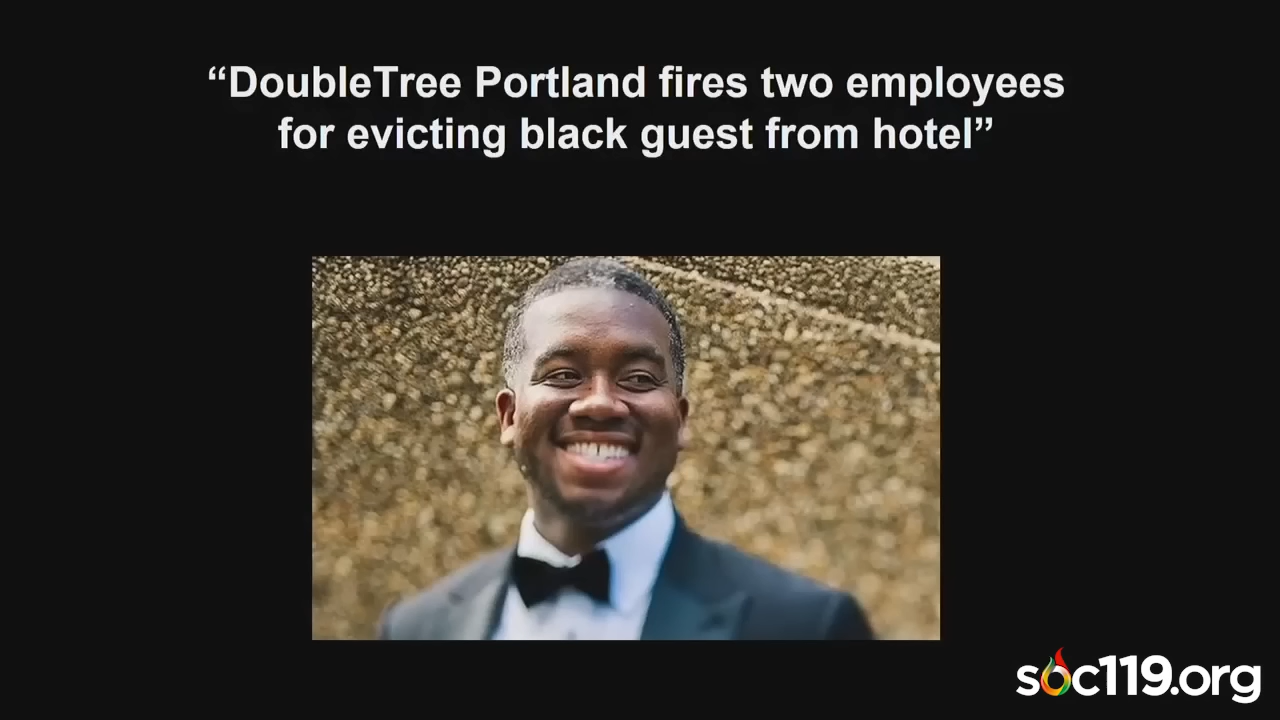 “DoubleTree Portland fires two employees
for evicting black guest from hotel”
soc119.org